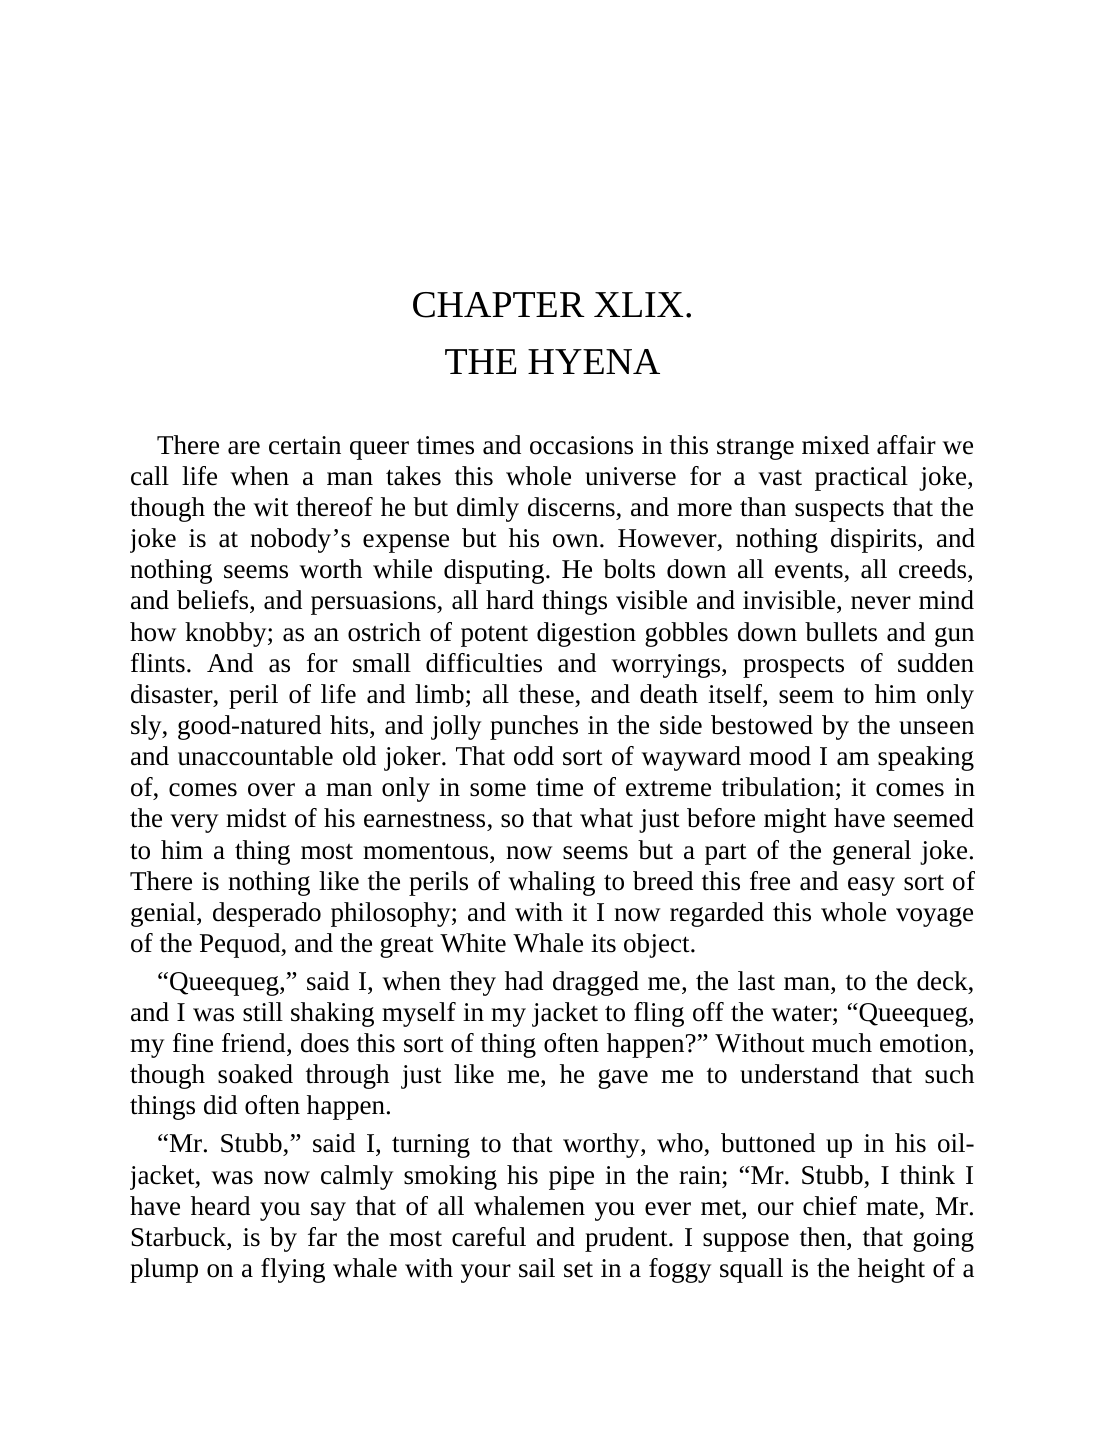 CHAPTER XLIX.
THE HYENA
There are certain queer times and occasions in this strange mixed affair we
call life when a man takes this whole universe for a vast practical joke,
though the wit thereof he but dimly discerns, and more than suspects that the
joke is at nobody’s expense but his own. However, nothing dispirits, and
nothing seems worth while disputing. He bolts down all events, all creeds,
and beliefs, and persuasions, all hard things visible and invisible, never mind
how knobby; as an ostrich of potent digestion gobbles down bullets and gun
flints. And as for small difficulties and worryings, prospects of sudden
disaster, peril of life and limb; all these, and death itself, seem to him only
sly, good-natured hits, and jolly punches in the side bestowed by the unseen
and unaccountable old joker. That odd sort of wayward mood I am speaking
of, comes over a man only in some time of extreme tribulation; it comes in
the very midst of his earnestness, so that what just before might have seemed
to him a thing most momentous, now seems but a part of the general joke.
There is nothing like the perils of whaling to breed this free and easy sort of
genial, desperado philosophy; and with it I now regarded this whole voyage
of the Pequod, and the great White Whale its object.
“Queequeg,” said I, when they had dragged me, the last man, to the deck,
and I was still shaking myself in my jacket to fling off the water; “Queequeg,
my fine friend, does this sort of thing often happen?” Without much emotion,
though soaked through just like me, he gave me to understand that such
things did often happen.
“Mr. Stubb,” said I, turning to that worthy, who, buttoned up in his oil-
jacket, was now calmly smoking his pipe in the rain; “Mr. Stubb, I think I
have heard you say that of all whalemen you ever met, our chief mate, Mr.
Starbuck, is by far the most careful and prudent. I suppose then, that going
plump on a flying whale with your sail set in a foggy squall is the height of a